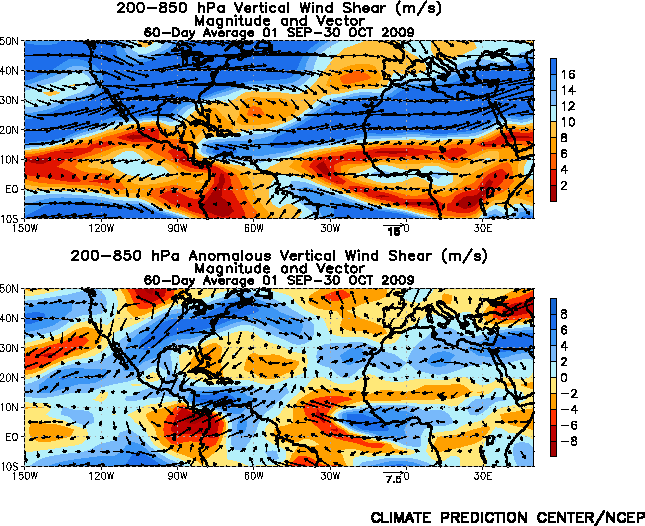 200-850 hPa Vertical Wind Shear (m/s)
Magnitude and Vector
60-Day Average 01 SEP-30 OCT 2009
50N
40N
30N
20N
10N
EQ
10S
150W 120W 90W 60W 30W 0 30E
15
16
14
12
10
8
6
4
2
200-850 hPa Anomalous Vertical Wind Shear (m/s)
Magnitude and Vector
60-Day Average 01 SEP-30 OCT 2009
50N
40N
30N
20N
10N
EQ
10S
150W 120W 90W 60W 30W 0 30E
7.5
8
6
4
2
0
-2
-4
-6
-8
CLIMATE PREDICTION CENTER/NCEP